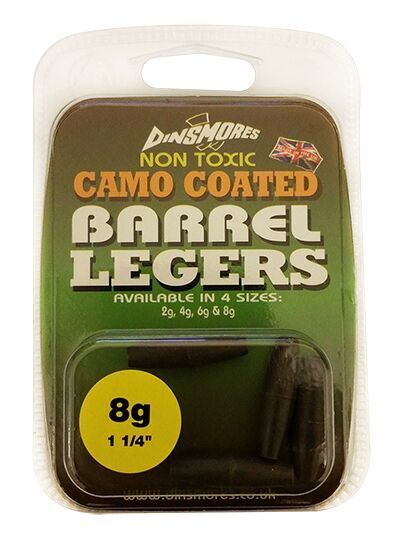 DINSMORES
NON TOXIC
CAMO COATED
BARREL
LEGERS
AVAILABLE IN 4 SIZES:
2g, 4g, 6g & 8g
8g
1 1/4"
www.dinsmores.co.uk